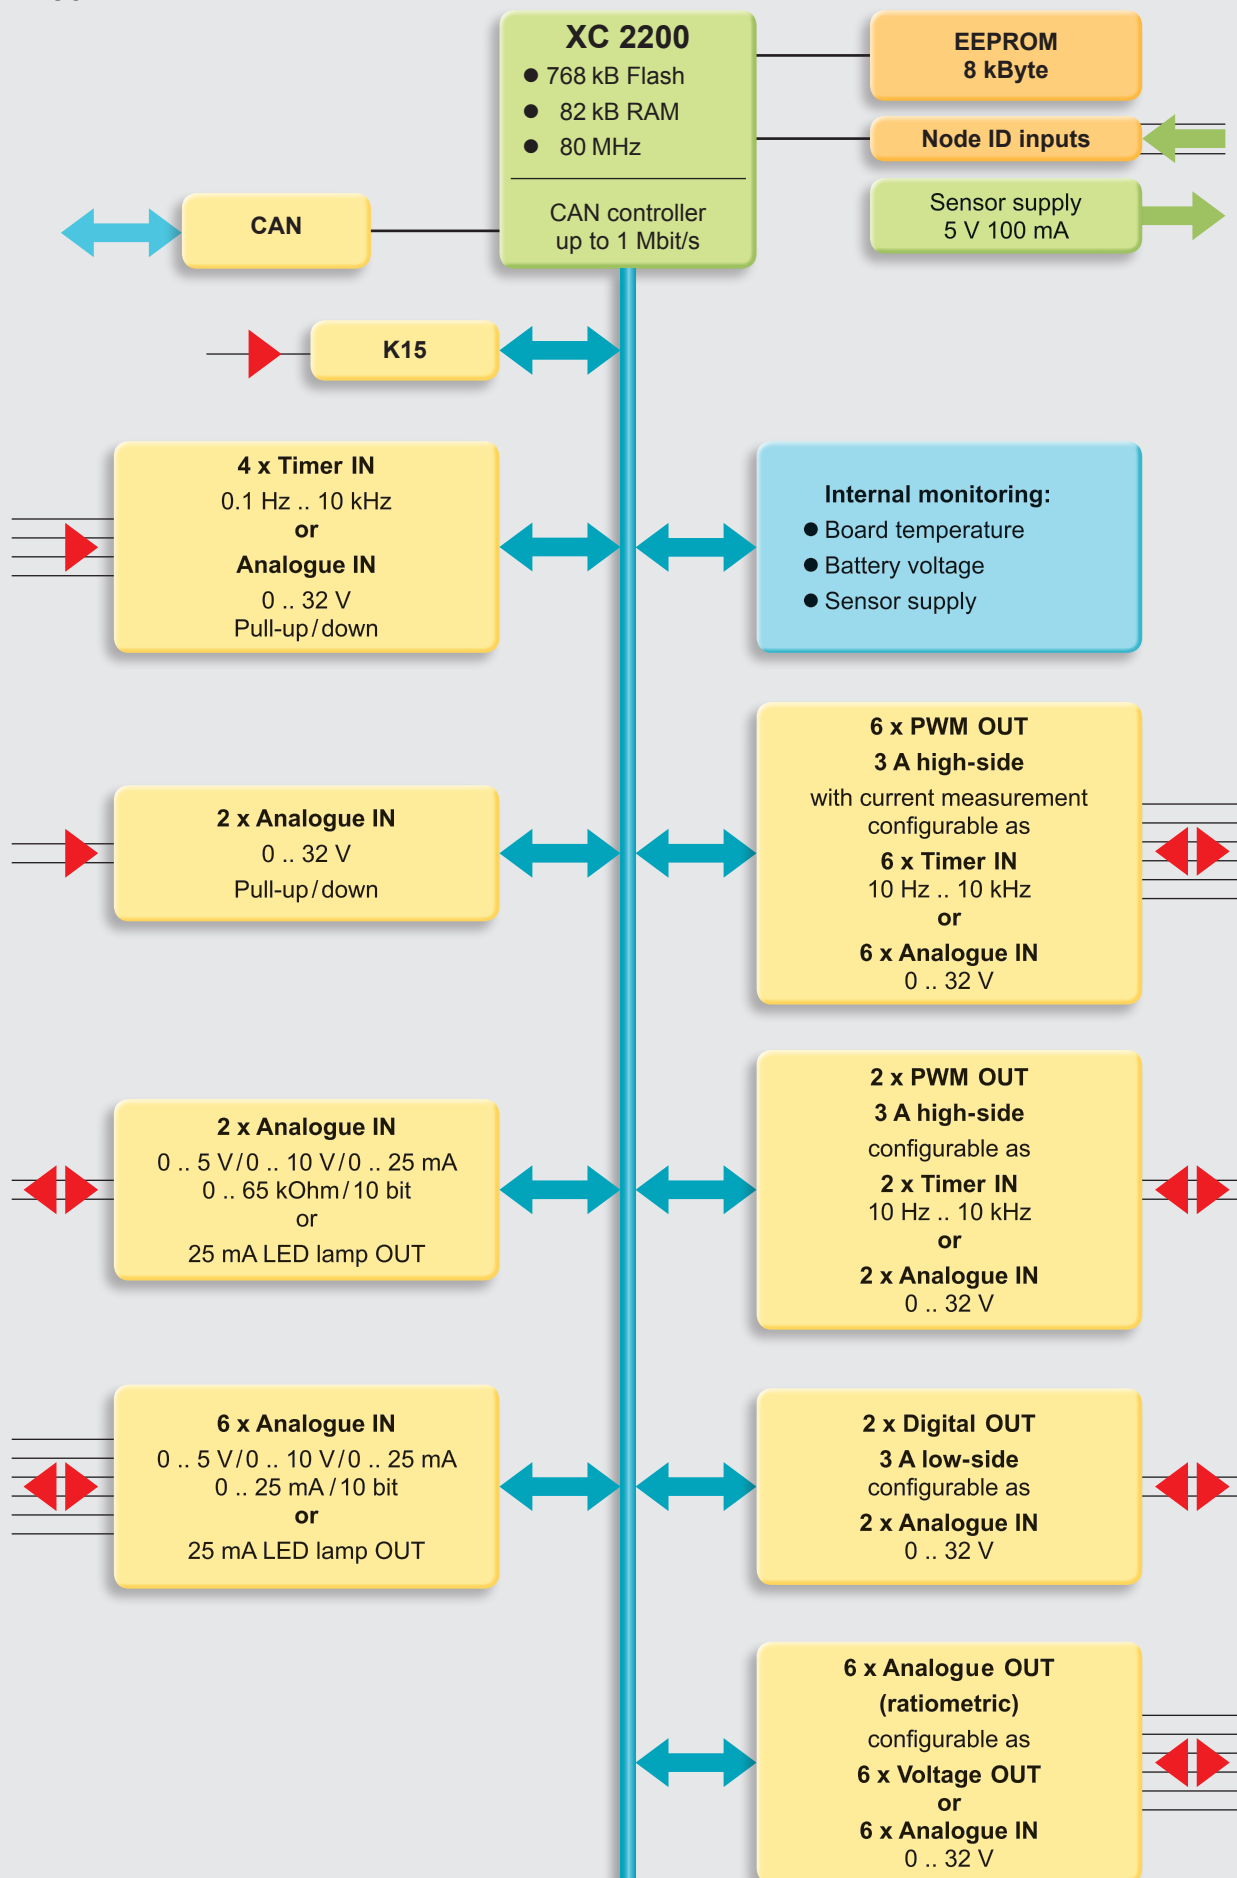 XC 2200
● 768 kB Flash
● 82 kB RAM
● 80 MHz
CAN controller
up to 1 Mbit/s
EEPROM
8 kByte
Node ID inputs
Sensor supply
5 V 100 mA
CAN
K15
4 x Timer IN
0.1 Hz .. 10 kHz
or
Analogue IN
0 .. 32 V
Pull-up/down
Internal monitoring:
● Board temperature
● Battery voltage
● Sensor supply
2 x Analogue IN
0 .. 32 V
Pull-up/down
6 x PWM OUT
3 A high-side
with current measurement
configurable as
6 x Timer IN
10 Hz .. 10 kHz
or
6 x Analogue IN
0 .. 32 V
2 x Analogue IN
0 .. 5 V/0 .. 10 V/0 .. 25 mA
0 .. 65 kOhm/10 bit
or
25 mA LED lamp OUT
2 x PWM OUT
3 A high-side
configurable as
2 x Timer IN
10 Hz .. 10 kHz
or
2 x Analogue IN
0 .. 32 V
6 x Analogue IN
0 .. 5 V/0 .. 10 V/0 .. 25 mA
0 .. 25 mA/10 bit
or
25 mA LED lamp OUT
2 x Digital OUT
3 A low-side
configurable as
2 x Analogue IN
0 .. 32 V
6 x Analogue OUT
(ratiometric)
configurable as
6 x Voltage OUT
or
6 x Analogue IN
0 .. 32 V